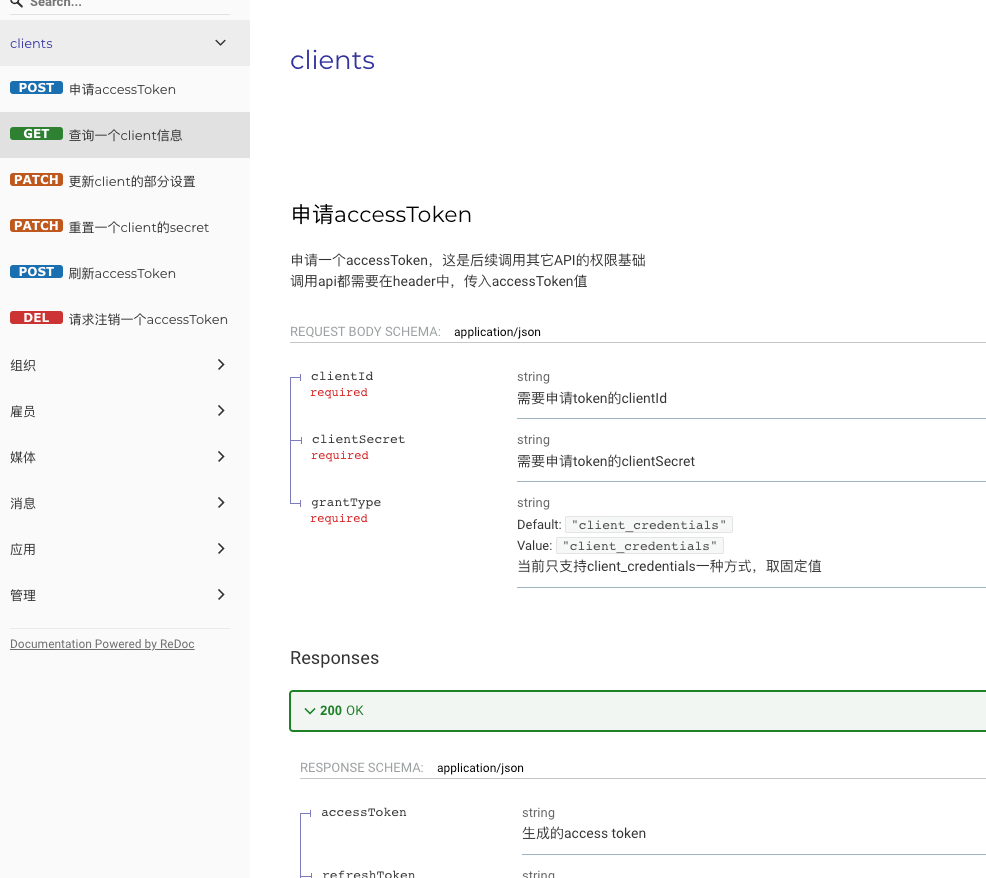 Search...
clients
POST 申请accessToken
GET 查询一个client信息
PATCH 更新client的部分设置
PATCH 重置一个client的secret
POST 刷新accessToken
DEL 请求注销一个accessToken
组织
雇员
媒体
消息
应用
管理
Documentation Powered by ReDoc
clients
申请accessToken
申请一个accessToken，这是后续调用其它API的权限基础
调用api都需要在header中，传入accessToken值
REQUEST BODY SCHEMA: application/json
clientId string
required
需要申请token的clientId
clientSecret string
required
需要申请token的clientSecret
grantType string
required
Default: "client_credentials"
Value: "client_credentials"
当前只支持client_credentials一种方式，取固定值
Responses
200 OK
RESPONSE SCHEMA: application/json
accessToken string
生成的access token
refreshToken string